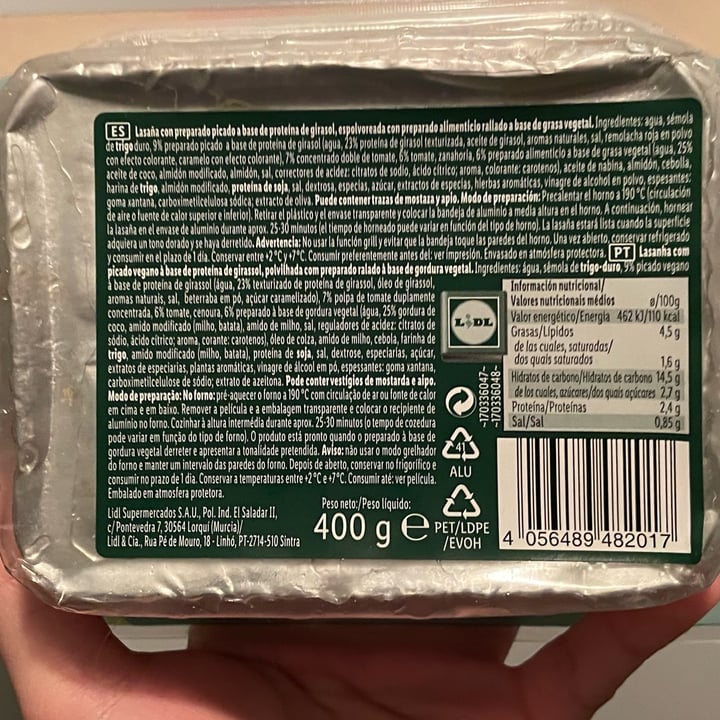 ES Lasaña con preparado picado a base de proteína de girasol, espolvoreada con preparado alimenticio rallado a base de grasa vegetal. Ingredientes: agua, sémola
de trigo duro, 9% preparado picado a base de proteína de girasol (agua, 23% proteína de girasol texturizada, aceite de girasol, aromas naturales, sal, remolacha roja en polvo
con efecto colorante, caramelo con efecto colorante), 7% concentrado doble de tomate, 6% tomate, zanahoria, 6% preparado alimenticio a base de grasa vegetal (agua, 25%
aceite de coco, almidón modificado, almidón, sal, correctores de acidez: citratos de sodio, ácido cítrico; aroma, colorante: carotenos), aceite de nabina, almidón, cebolla,
harina de trigo, almidón modificado, proteína de soja, sal, dextrosa, especias, azúcar, extractos de especias, hierbas aromáticas, vinagre de alcohol en polvo, espesantes:
goma xantana, carboximetilcelulosa sódica; extracto de oliva. Puede contener trazas de mostaza y apio. Modo de preparación: Precalentar el horno a 190 °C (circulación
de aire o fuente de calor superior e inferior). Retirar el plástico y el envase transparente y colocar la bandeja de aluminio a media altura en el horno. A continuación, hornear
la lasaña en el envase de aluminio durante aprox. 25-30 minutos (el tiempo de horneado puede variar en función del tipo de horno). La lasaña estará lista cuando la superficie
adquiera un tono dorado y se haya derretido. Advertencia: No usar la función grill y evitar que la bandeja toque las paredes del horno. Una vez abierto, conservar refrigerado
y consumir en el plazo de 1 día. Conservar entre +2°C y +7°C. Consumir preferentemente antes del: ver impresión. Envasado en atmósfera protectora. PT Lasanha com
picado vegano à base de proteína de girassol, polvilhada com preparado ralado à base de gordura vegetal. Ingredientes: água, sêmola de trigo-duro, 9% picado vegano
à base de proteína de girassol (água, 23% texturizado de proteína de girassol, óleo de girassol,
aromas naturais, sal, beterraba em pó, açúcar caramelizado), 7% polpa de tomate duplamente
concentrada, 6% tomate, cenoura, 6% preparado à base de gordura vegetal (água, 25% gordura de
coco, amido modificado (milho, batata), amido de milho, sal, reguladores de acidez: citratos de
sódio, ácido cítrico; aroma, corante: carotenos), óleo de colza, amido de milho, cebola, farinha de
trigo, amido modificado (milho, batata), proteína de soja, sal, dextrose, especiarias, açúcar,
extratos de especiarias, plantas aromáticas, vinagre de álcool em pó, espessantes: goma xantana,
carboximetilcelulose de sódio; extrato de azeitona. Pode conter vestígios de mostarda e aipo.
Modo de preparação: No forno: pré-aquecer o forno a 190 °C com circulação de ar ou fonte de calor
em cima e em baixo. Remover a película e a embalagem transparente e colocar o recipiente de
alumínio no forno. Cozinhar à altura intermédia durante aprox. 25-30 minutos (o tempo de cozedura
pode variar em função do tipo de forno). O produto está pronto quando o preparado à base de
gordura vegetal derreter e apresentar a tonalidade pretendida. Aviso: não usar o modo grelhador
do forno e manter um intervalo das paredes do forno. Depois de aberto, conservar no frigorífico e
consumir no prazo de 1 dia. Conservar a temperaturas entre +2°C e +7°C. Consumir até: ver película.
Embalado em atmosfera protetora.
Lidl Supermercados S.A.U., Pol. Ind. El Saladar II,
c/Pontevedra 7, 30564 Lorquí (Murcia)/
Lidl & Cia., Rua Pé de Mouro, 18 - Linhó, PT-2714-510 Sintra
Peso neto:/Peso líquido:
400 g e
LIDL
-170336047-
-170336048-
41
ALU
PET/LDPE
/EVOH
Información nutricional/
Valores nutricionais médios ø/100g
Valor energético/Energia 462 kJ/110 kcal
Grasas/Lípidos 4,5 g
de las cuales, saturadas/
dos quais saturados 1,6 g
Hidratos de carbono/Hidratos de carbono 14,5 g
de los cuales, azúcares/dos quais açúcares 2,7 g
Proteína/Proteínas 2,4 g
Sal/Sal 0,85 g
4 056489 482017